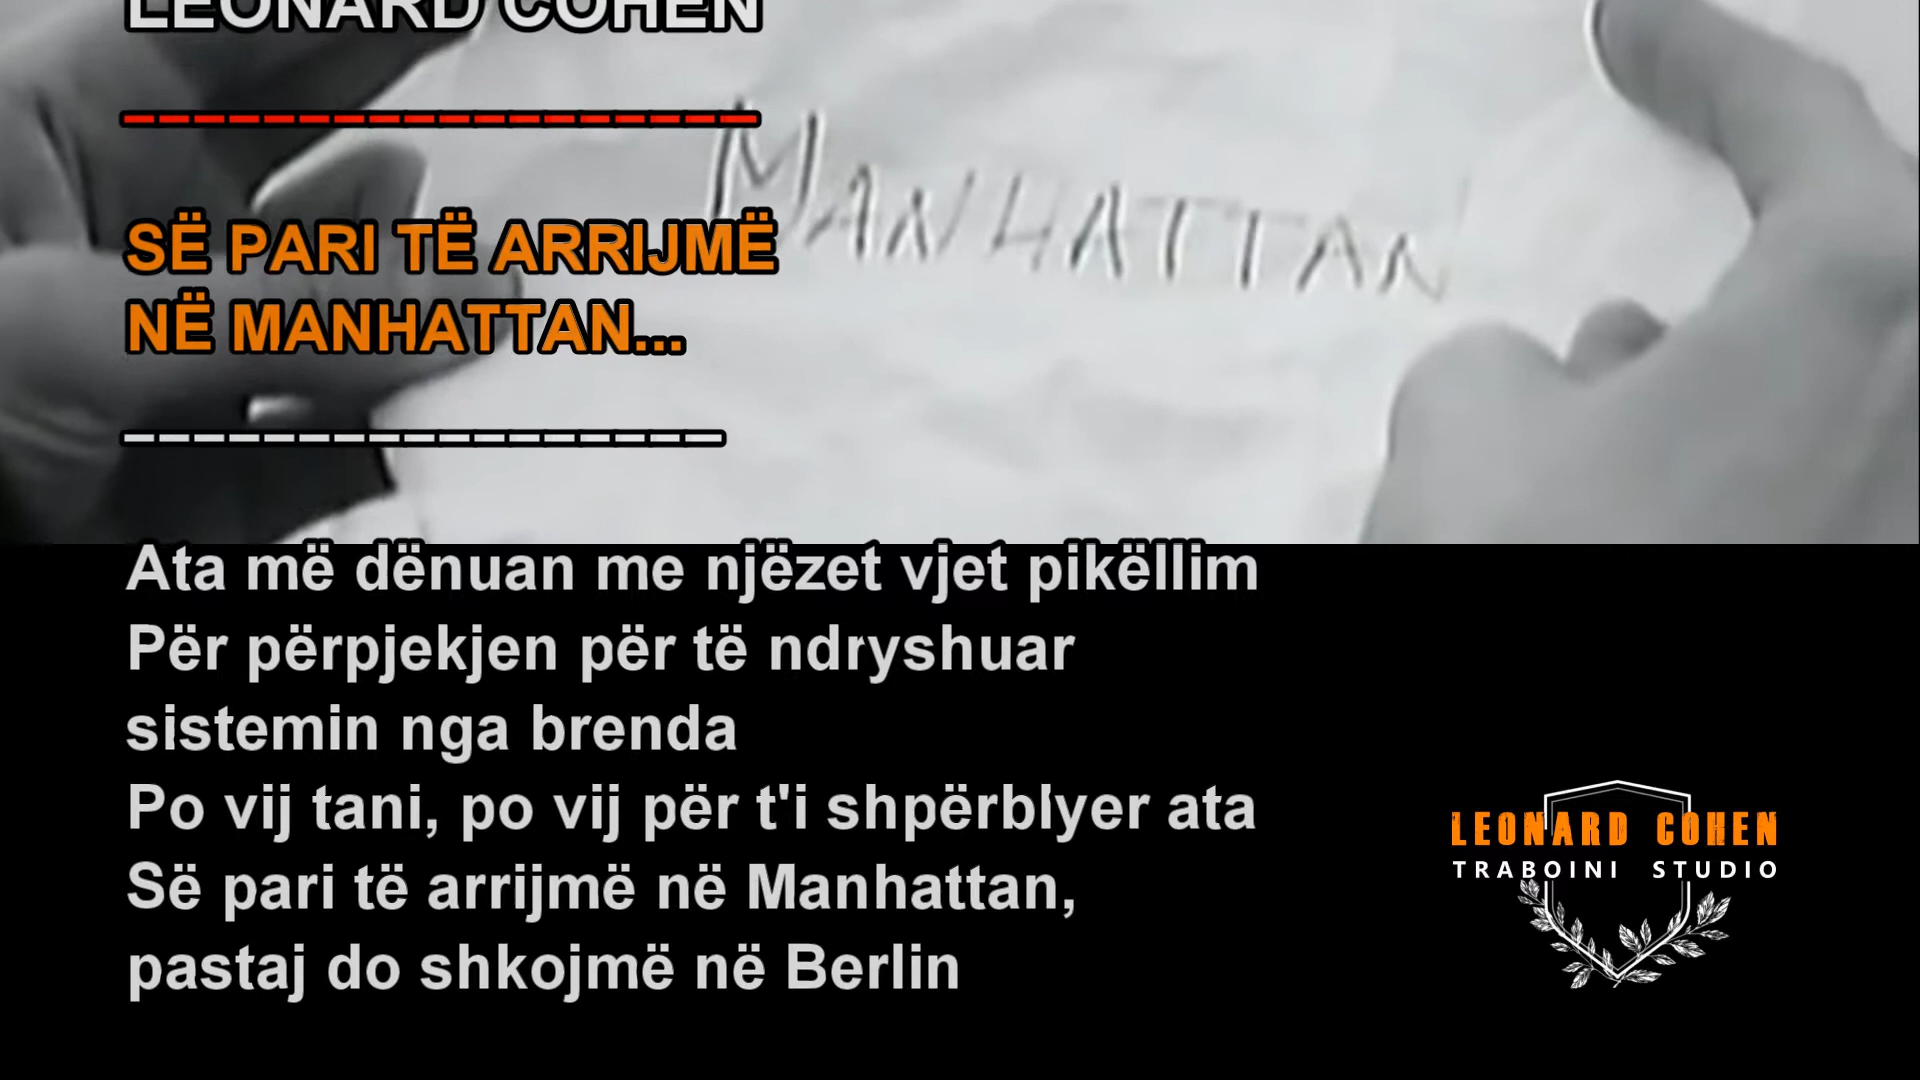 LEONARD COHEN
SË PARI TË ARRIJMË
NË MANHATTAN...
MANHATTAN
Ata më dënuan me njëzet vjet pikëllim
Për përpjekjen për të ndryshuar
sistemin nga brenda
Po vij tani, po vij për t'i shpërblyer ata
Së pari të arrijmë në Manhattan,
pastaj do shkojmë në Berlin
LEONARD COHEN
TRABOINI STUDIO